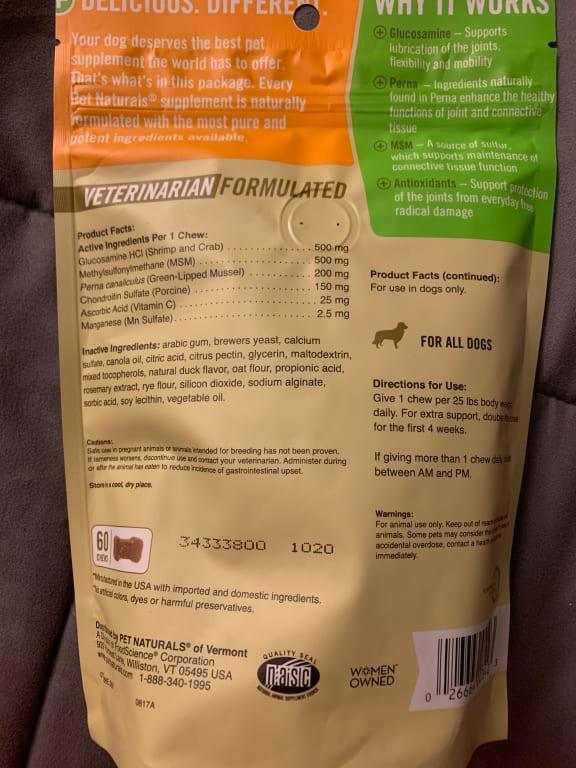 DELICIOUS. DIFFERENT.
Your dog deserves the best pet
supplement the world has to offer.
That's what's in this package. Every
Pet Naturals® supplement is naturally
formulated with the most pure and
potent ingredients available.
WHY IT WORKS
Glucosamine – Supports
lubrication of the joints,
flexibility and mobility
Perna – Ingredients naturally
found in Perna enhance the healthy
functions of joint and connective
tissue
MSM – A source of sulfur,
which supports maintenance of
connective tissue function
Antioxidants – Support protection
of the joints from everyday free
radical damage
VETERINARIAN FORMULATED
Product Facts:
Active Ingredients Per 1 Chew:
Glucosamine HCl (Shrimp and Crab) .............. 500 mg
Methylsulfonylmethane (MSM) .................. 500 mg
Perna canaliculus (Green-Lipped Mussel) .......... 200 mg
Chondroitin Sulfate (Porcine) .................. 150 mg
Ascorbic Acid (Vitamin C) .................. 25 mg
Manganese (Mn Sulfate) .................. 2.5 mg
Inactive Ingredients: arabic gum, brewers yeast, calcium
sulfate, canola oil, citric acid, citrus pectin, glycerin, maltodextrin,
mixed tocopherols, natural duck flavor, oat flour, propionic acid,
rosemary extract, rye flour, silicon dioxide, sodium alginate,
sorbic acid, soy lecithin, vegetable oil.
Cautions:
Safe use in pregnant animals or animals intended for breeding has not been proven.
If lameness worsens, discontinue use and contact your veterinarian. Administer during
or after the animal has eaten to reduce incidence of gastrointestinal upset.
Store in a cool, dry place.
Product Facts (continued):
For use in dogs only.
FOR ALL DOGS
Directions for Use:
Give 1 chew per 25 lbs body
daily. For extra support, double
for the first 4 weeks.
If giving more than 1 chew daily
between AM and PM.
Warnings:
For animal use only. Keep out of
animals. Some pets may consider
accidental overdose, contact a health
immediately.
60
CHEWS
34333800 1020
*Manufactured in the USA with imported and domestic ingredients.
*No artificial colors, dyes or harmful preservatives.
Distributed by PET NATURALS® of Vermont
A Division of FoodScience® Corporation
Lane, Williston, VT 05495 USA
1-888-340-1995
0817A
QUALITY SEAL
nasc
NATIONAL ANIMAL SUPPLEMENT COUNCIL
WOMEN
OWNED
0 3